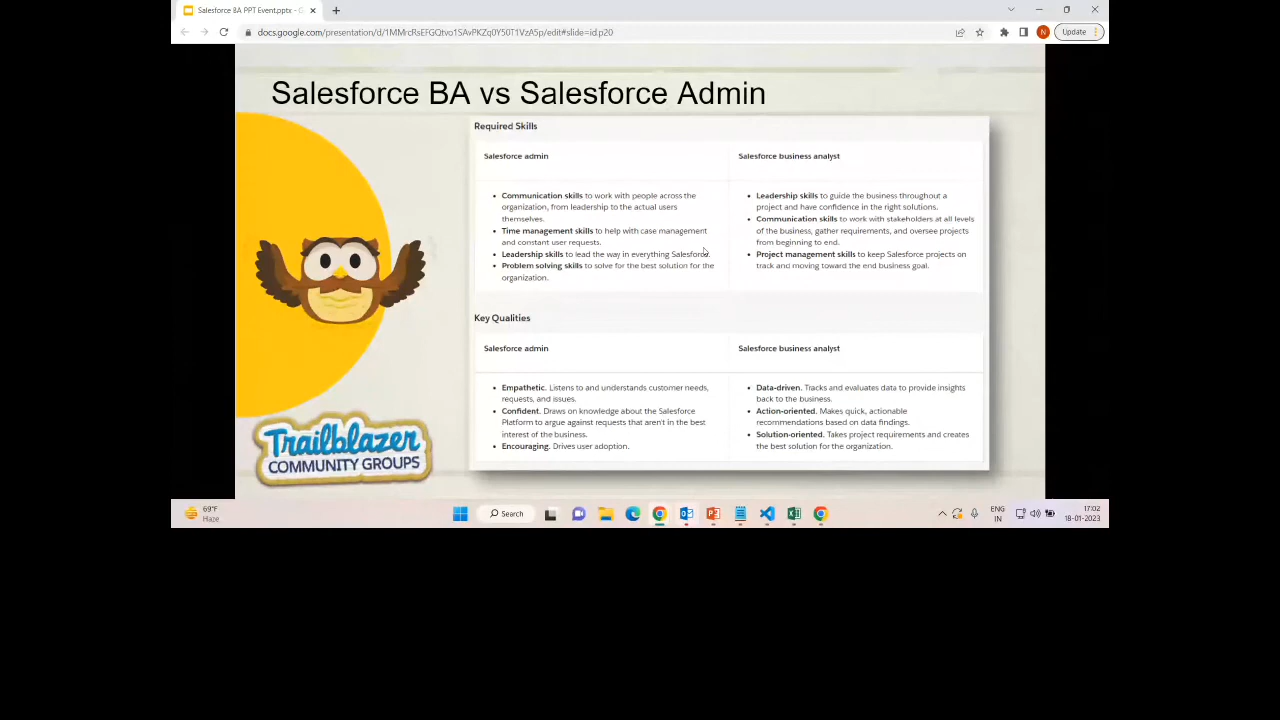 Salesforce BA PPT Event.pptx - G
docs.google.com/presentation/d/1MMrcRsEFGQtvo1SAvPKZq0Y50T1VzA5p/edit#slide=id.p20
N
Update
Salesforce BA vs Salesforce Admin
Required Skills
Salesforce admin
Communication skills to work with people across the
organization, from leadership to the actual users
themselves.
Time management skills to help with case management
and constant user requests.
Leadership skills to lead the way in everything Salesforce.
Problem solving skills to solve for the best solution for the
organization.
Salesforce business analyst
Leadership skills to guide the business throughout a
project and have confidence in the right solutions.
Communication skills to work with stakeholders at all levels
of the business, gather requirements, and oversee projects
from beginning to end.
Project management skills to keep Salesforce projects on
track and moving toward the end business goal.
Key Qualities
Salesforce admin
Empathetic. Listens to and understands customer needs,
requests, and issues.
Confident. Draws on knowledge about the Salesforce
Platform to argue against requests that aren't in the best
interest of the business.
Encouraging. Drives user adoption.
Salesforce business analyst
Data-driven. Tracks and evaluates data to provide insights
back to the business.
Action-oriented. Makes quick, actionable
recommendations based on data findings.
Solution-oriented. Takes project requirements and creates
the best solution for the organization.
Trailblazer
COMMUNITY GROUPS
69°F
Haze
Search
ENG
IN
17:02
18-01-2023